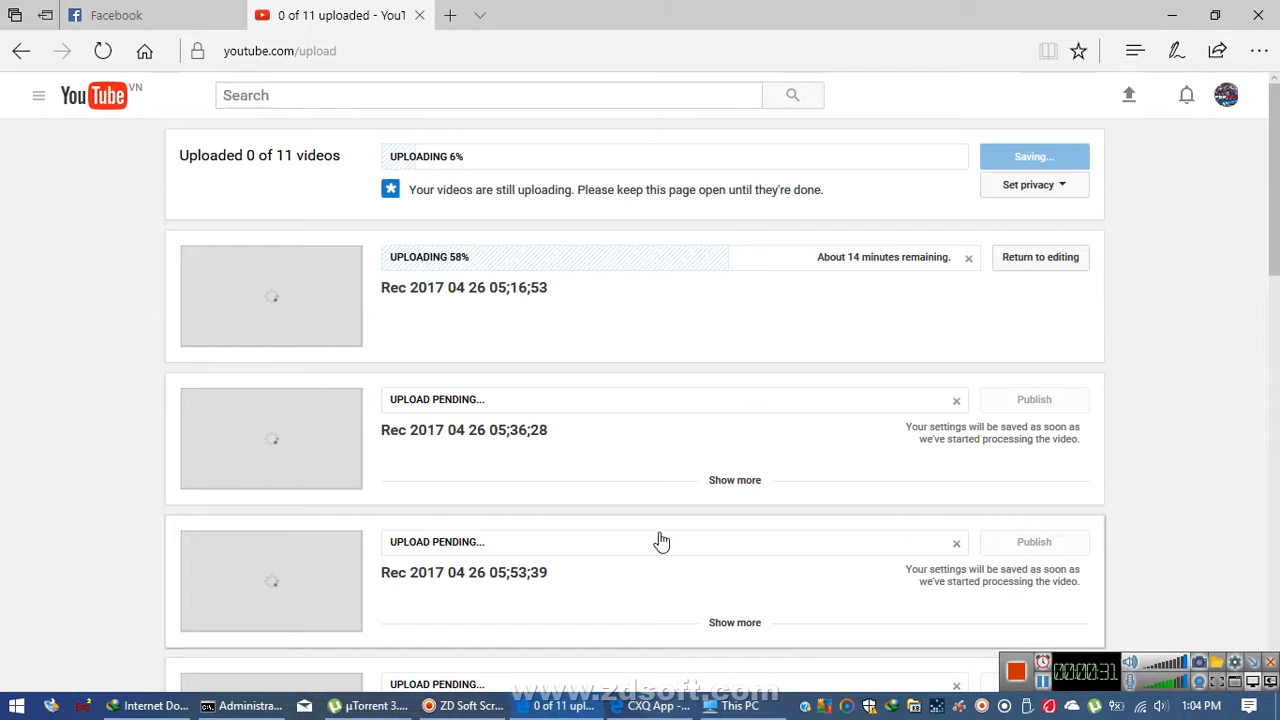 Facebook
0 of 11 uploaded - YouT
youtube.com/upload
YouTube VN
Search
Uploaded 0 of 11 videos
UPLOADING 6%
Saving...
Your videos are still uploading. Please keep this page open until they're done.
Set privacy
UPLOADING 58%
About 14 minutes remaining.
Return to editing
Rec 2017 04 26 05;16;53
UPLOAD PENDING...
Publish
Rec 2017 04 26 05;36;28
Your settings will be saved as soon as
we've started processing the video.
Show more
UPLOAD PENDING...
Publish
Rec 2017 04 26 05;53;39
Your settings will be saved as soon as
we've started processing the video.
Show more
UPLOAD PENDING...
00:00:31
www.zdsoft.com
Internet Do...
Administra...
µTorrent 3....
ZD Soft Scr...
0 of 11 upl...
CXQ App -...
This PC
1:04 PM